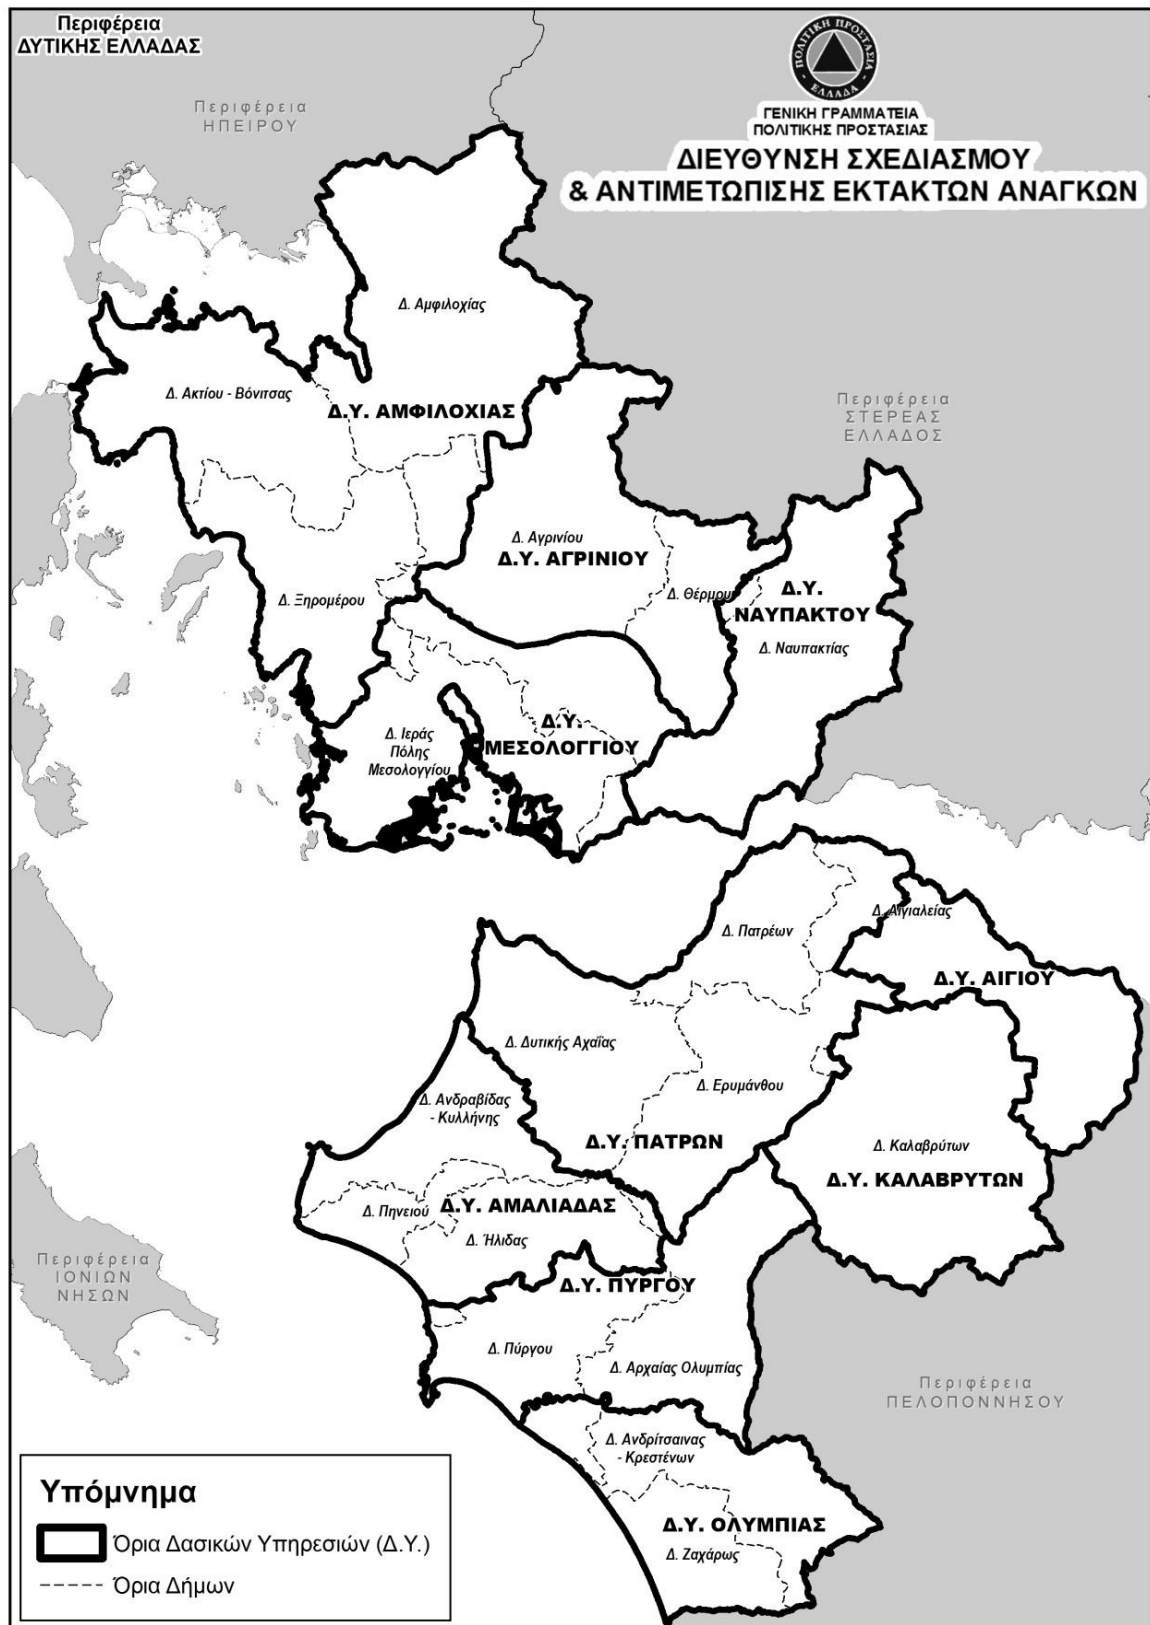 Περιφέρεια
ΔΥΤΙΚΗΣ ΕΛΛΑΔΑΣ
ΠΟΛΙΤΙΚΗ ΠΡΟΣΤΑΣΙΑ
- ΕΛΛΑΔΑ -
ΓΕΝΙΚΗ ΓΡΑΜΜΑΤΕΙΑ
ΠΟΛΙΤΙΚΗΣ ΠΡΟΣΤΑΣΙΑΣ
ΔΙΕΥΘΥΝΣΗ ΣΧΕΔΙΑΣΜΟΥ
& ΑΝΤΙΜΕΤΩΠΙΣΗΣ ΕΚΤΑΚΤΩΝ ΑΝΑΓΚΩΝ
Περιφέρεια
ΗΠΕΙΡΟΥ
Δ. Αμφιλοχίας
Δ. Ακτίου - Βόνιτσας
Δ.Υ. ΑΜΦΙΛΟΧΙΑΣ
Περιφέρεια
ΣΤΕΡΕΑΣ
ΕΛΛΑΔΟΣ
Δ. Αγρινίου
Δ.Υ. ΑΓΡΙΝΙΟΥ
Δ. Ξηρομέρου
Δ. Θέρμου
Δ.Υ.
ΝΑΥΠΑΚΤΟΥ
Δ. Ναυπακτίας
Δ. Ιεράς
Πόλης
Μεσολογγίου
Δ.Υ.
ΜΕΣΟΛΟΓΓΙΟΥ
Δ. Πατρέων
Δ. Αιγιαλείας
Δ.Υ. ΑΙΓΙΟΥ
Δ. Δυτικής Αχαΐας
Δ. Ερυμάνθου
Δ. Ανδραβίδας
- Κυλλήνης
Δ.Υ. ΠΑΤΡΩΝ
Δ. Καλαβρύτων
Δ.Υ. ΚΑΛΑΒΡΥΤΩΝ
Δ. Πηνειού
Δ.Υ. ΑΜΑΛΙΑΔΑΣ
Δ. Ήλιδας
Περιφέρεια
ΙΟΝΙΩΝ
ΝΗΣΩΝ
Δ.Υ. ΠΥΡΓΟΥ
Δ. Πύργου
Δ. Αρχαίας Ολυμπίας
Περιφέρεια
ΠΕΛΟΠΟΝΝΗΣΟΥ
Δ. Ανδρίτσαινας
- Κρεστένων
Δ.Υ. ΟΛΥΜΠΙΑΣ
Δ. Ζαχάρως
Υπόμνημα
Όρια Δασικών Υπηρεσιών (Δ.Υ.)
Όρια Δήμων